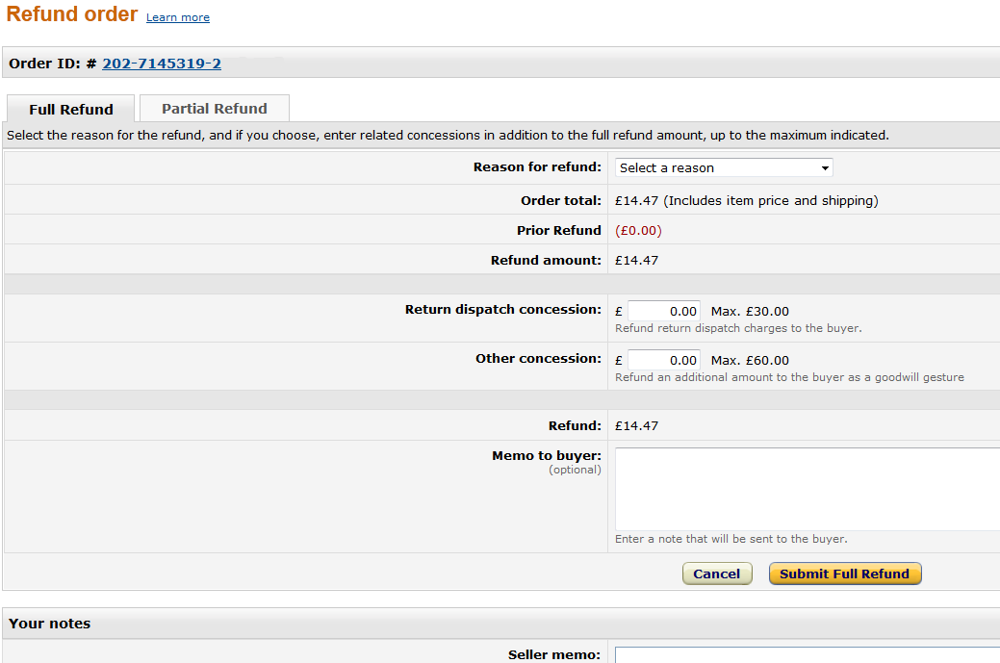 Refund order Learn more
Order ID: # 202-7145319-2
Full Refund Partial Refund
Select the reason for the refund, and if you choose, enter related concessions in addition to the full refund amount, up to the maximum indicated.
Reason for refund: Select a reason
Order total: £14.47 (Includes item price and shipping)
Prior Refund (£0.00)
Refund amount: £14.47
Return dispatch concession: £ 0.00 Max. £30.00
Refund return dispatch charges to the buyer.
Other concession: £ 0.00 Max. £60.00
Refund an additional amount to the buyer as a goodwill gesture
Refund: £14.47
Memo to buyer:
(optional)
Enter a note that will be sent to the buyer.
Cancel Submit Full Refund
Your notes
Seller memo: